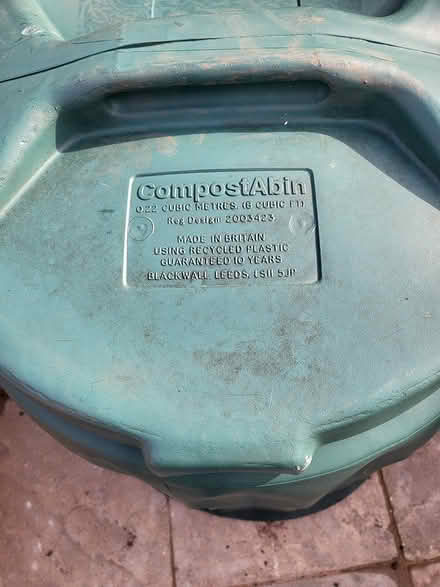 CompostAbin
0.22 CUBIC METRES. (8 CUBIC FT)
Reg Design 2003423
MADE IN BRITAIN
USING RECYCLED PLASTIC
GUARANTEED 10 YEARS
BLACKWALL LEEDS. LS11 5JP